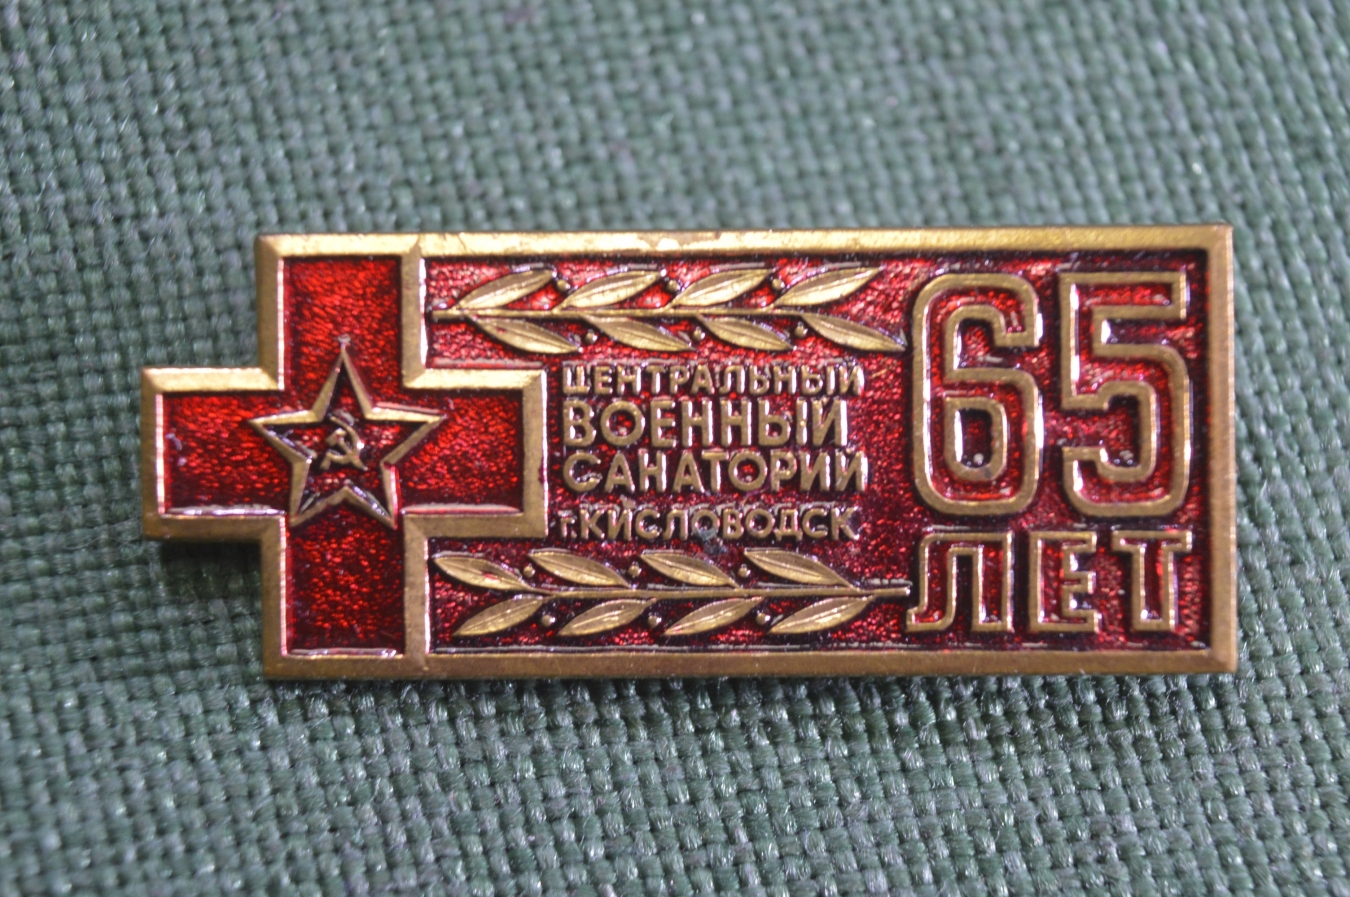 ЦЕНТРАЛЬНЫЙ
ВОЕННЫЙ
САНАТОРИЙ
г.КИСЛОВОДСК
65
ЛЕТ